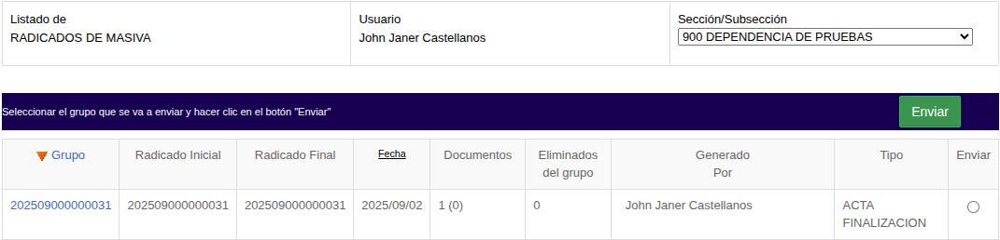 Listado de
RADICADOS DE MASIVA
Usuario
John Janer Castellanos
Sección/Subsección
900 DEPENDENCIA DE PRUEBAS
Seleccionar el grupo que se va a enviar y hacer clic en el botón "Enviar"
Enviar
Grupo
Radicado Inicial
Radicado Final
Fecha
Documentos
Eliminados
del grupo
Generado
Por
Tipo
Enviar
202509000000031
202509000000031
202509000000031
2025/09/02
1 (0)
0
John Janer Castellanos
ACTA
FINALIZACION